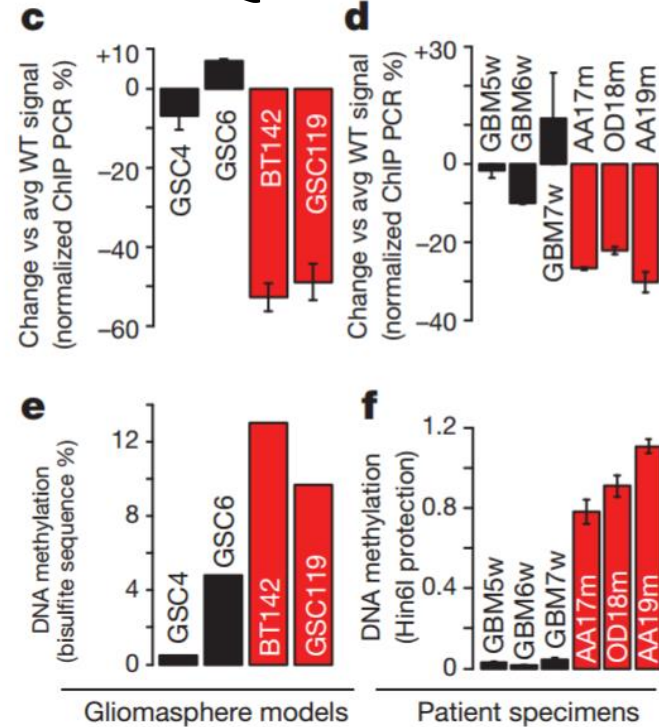 c
Change vs avg WT signal
(normalized ChIP PCR %)
+10
0
−20
−40
−60
GSC4
GSC6
BT142
GSC119
d
Change vs avg WT signal
(normalized ChIP PCR %)
+30
0
−20
−40
GBM5w
GBM6w
GBM7w
AA17m
OD18m
AA19m
e
DNA methylation
(bisulfite sequence %)
12
8
4
0
GSC4
GSC6
BT142
GSC119
Gliomasphere models
f
DNA methylation
(Hin6I protection)
1.2
0.8
0.4
0
GBM5w
GBM6w
GBM7w
AA17m
OD18m
AA19m
Patient specimens